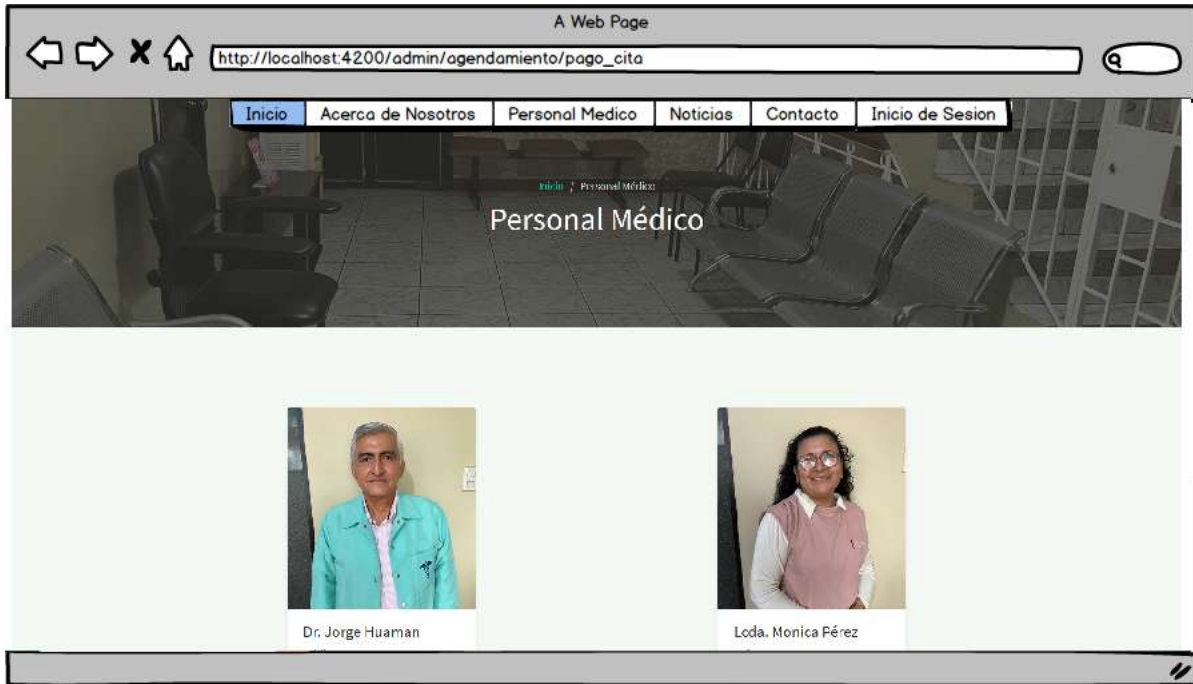 A Web Page
http://localhost:4200/admin/agendamiento/pago_cita
Inicio Acerca de Nosotros Personal Medico Noticias Contacto Inicio de Sesion
Inicio / Personal Médico
Personal Médico
Dr. Jorge Huaman
Lcda. Monica Pérez